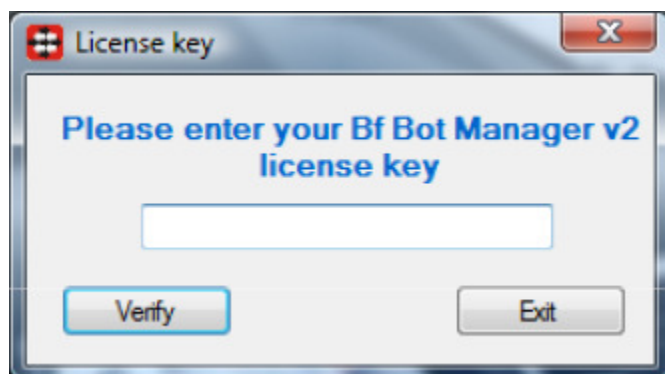 License key
Please enter your Bf Bot Manager v2
license key
Verify
Exit